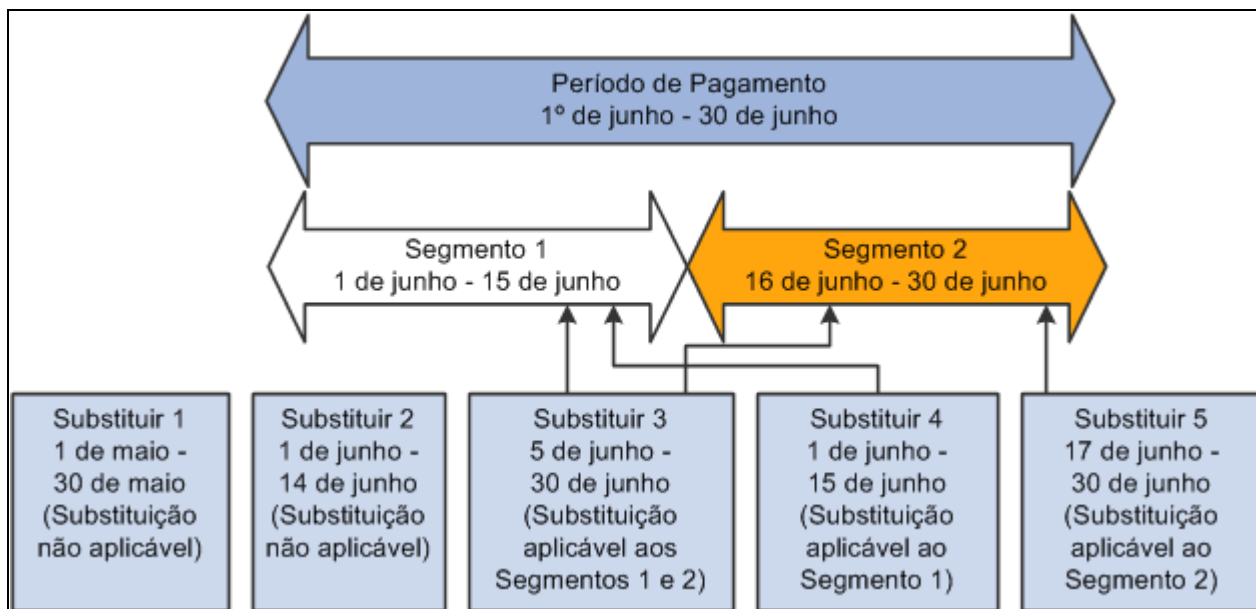 Período de Pagamento
1º de junho - 30 de junho
Segmento 1
1 de junho - 15 de junho
Segmento 2
16 de junho - 30 de junho
Substituir 1
1 de maio -
30 de maio
(Substituição
não aplicável)
Substituir 2
1 de junho -
14 de junho
(Substituição
não aplicável)
Substituir 3
5 de junho -
30 de junho
(Substituição
aplicável aos
Segmentos 1 e 2)
Substituir 4
1 de junho -
15 de junho
(Substituição
aplicável ao
Segmento 1)
Substituir 5
17 de junho -
30 de junho
(Substituição
aplicável ao
Segmento 2)